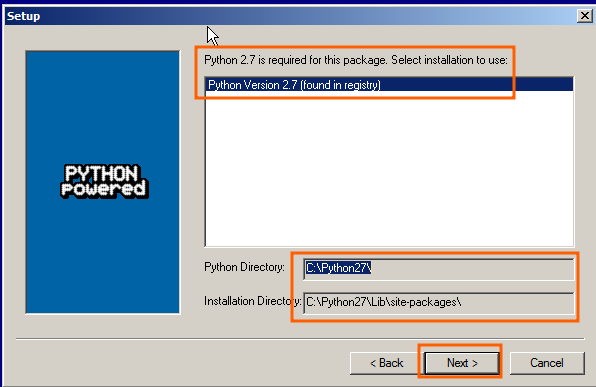 Setup
Python 2.7 is required for this package. Select installation to use:
Python Version 2.7 (found in registry)
PYTHON
powered
Python Directory:
C:\Python27\
Installation Directory:
C:\Python27\Lib\site-packages\
< Back
Next >
Cancel